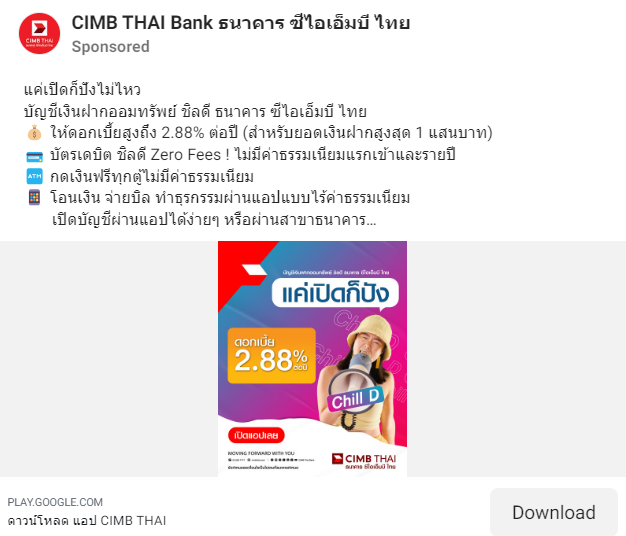 CIMB THAI Bank ธนาคาร ซีไอเอ็มบี ไทย
Sponsored
แค่เปิดก็ปังไม่ไหว
บัญชีเงินฝากออมทรัพย์ ชิลดี ธนาคาร ซีไอเอ็มบี ไทย
ให้ดอกเบี้ยสูงถึง 2.88% ต่อปี (สำหรับยอดเงินฝากสูงสุด 1 แสนบาท)
บัตรเดบิต ชิลดี Zero Fees ! ไม่มีค่าธรรมเนียมแรกเข้าและรายปี
กดเงินฟรีทุกตู้ไม่มีค่าธรรมเนียม
โอนเงิน จ่ายบิล ทำธุรกรรมผ่านแอปแบบไร้ค่าธรรมเนียม
เปิดบัญชีผ่านแอปได้ง่ายๆ หรือผ่านสาขาธนาคาร...
บัญชีเงินฝากออมทรัพย์ ชิลดี ธนาคาร ซีไอเอ็มบี ไทย
แค่เปิดก็ปัง
ดอกเบี้ย
2.88%
ต่อปี
Chill D
เปิดแอปเลย
MOVING FORWARD WITH YOU
CIMB THAI
ธนาคาร ซีไอเอ็มบี ไทย
PLAY.GOOGLE.COM
ดาวน์โหลด แอป CIMB THAI
Download